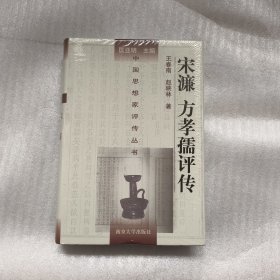 匡亚明 主编
中国思想家评传丛书
宋濂 方孝孺评传
王春南 赵映林 著
南京大学出版社